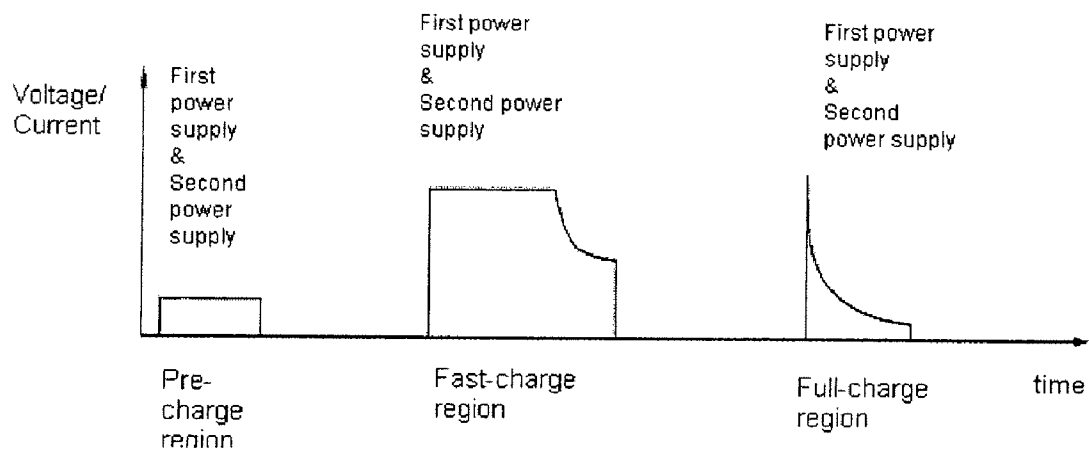 Voltage/
Current
First
power
supply
&
Second
power
supply
First power
supply
&
Second power
supply
First power
supply
&
Second
power supply
Pre-
charge
region
Fast-charge
region
Full-charge
region
time